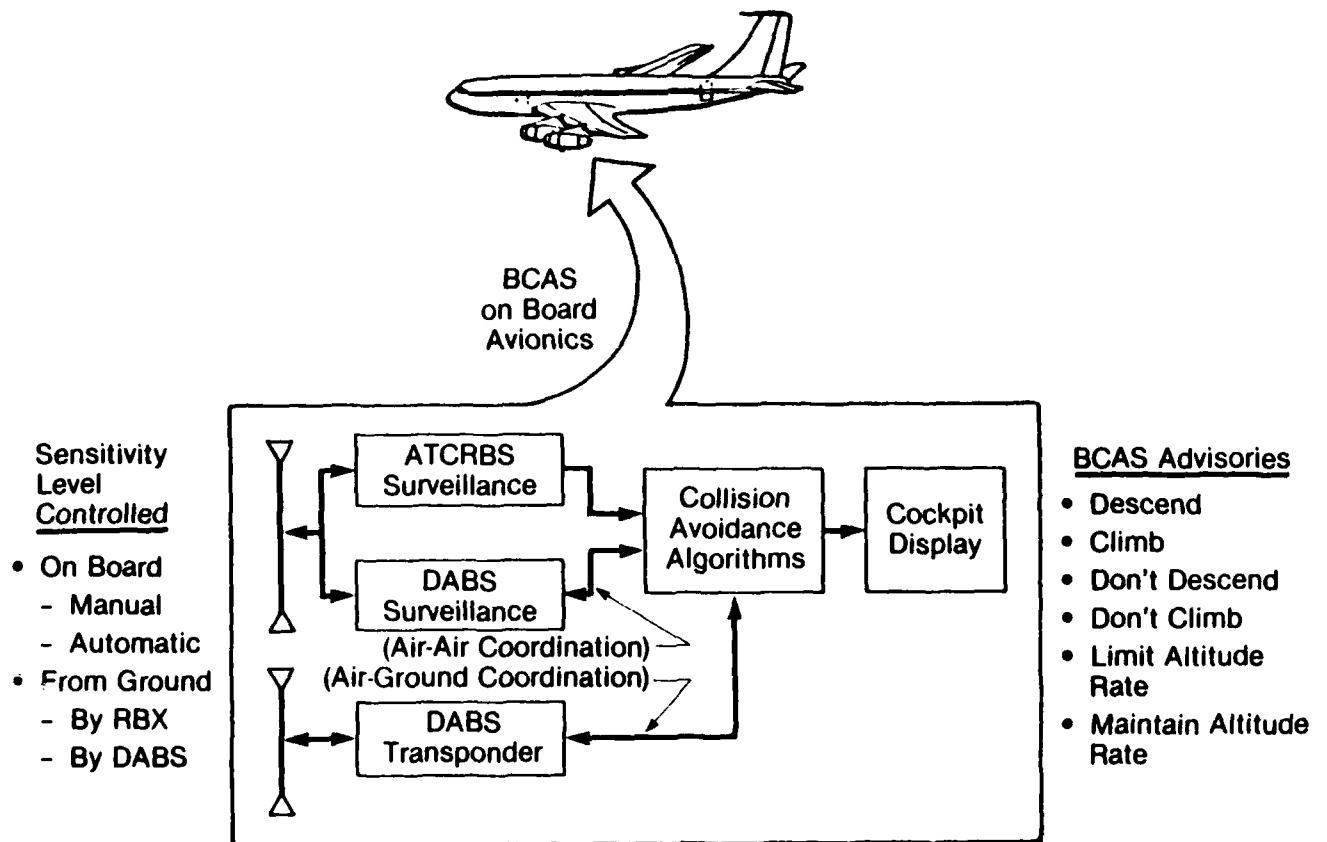 BCAS
on Board
Avionics
Sensitivity
Level
Controlled
• On Board
- Manual
- Automatic
• From Ground
- By RBX
- By DABS
ATCRBS
Surveillance
DABS
Surveillance
(Air-Air Coordination)
(Air-Ground Coordination)
DABS
Transponder
Collision
Avoidance
Algorithms
Cockpit
Display
BCAS Advisories
• Descend
• Climb
• Don't Descend
• Don't Climb
• Limit Altitude
Rate
• Maintain Altitude
Rate